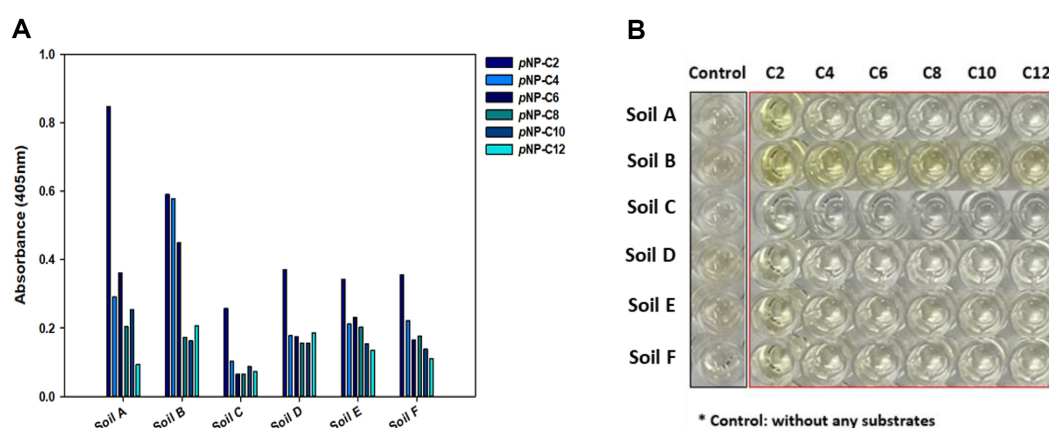 A
Absorbance (405nm)
1.0
0.8
0.6
0.4
0.2
0.0
pNP-C2
pNP-C4
pNP-C6
pNP-C8
pNP-C10
pNP-C12
Soil A
Soil B
Soil C
Soil D
Soil E
Soil F
B
Control C2 C4 C6 C8 C10 C12
Soil A
Soil B
Soil C
Soil D
Soil E
Soil F
* Control: without any substrates